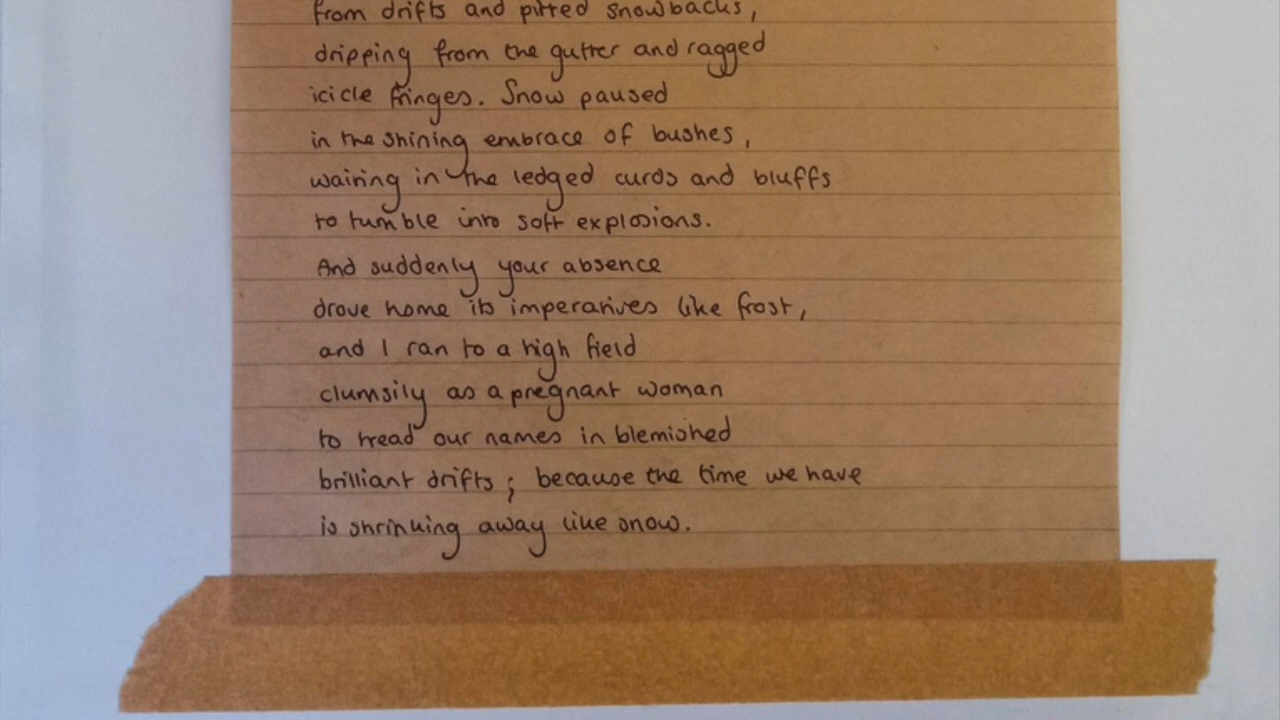 from drifts and pitted snowbacks,
dripping from the gutter and ragged
icicle fringes. Snow paused
in the shining embrace of bushes,
waiting in the ledged curds and bluffs
to tumble into soft explosions.
And suddenly your absence
drove home its imperatives like frost,
and I ran to a high field
clumsily as a pregnant woman
to tread our names in blemished
brilliant drifts; because the time we have
is shrinking away like snow.